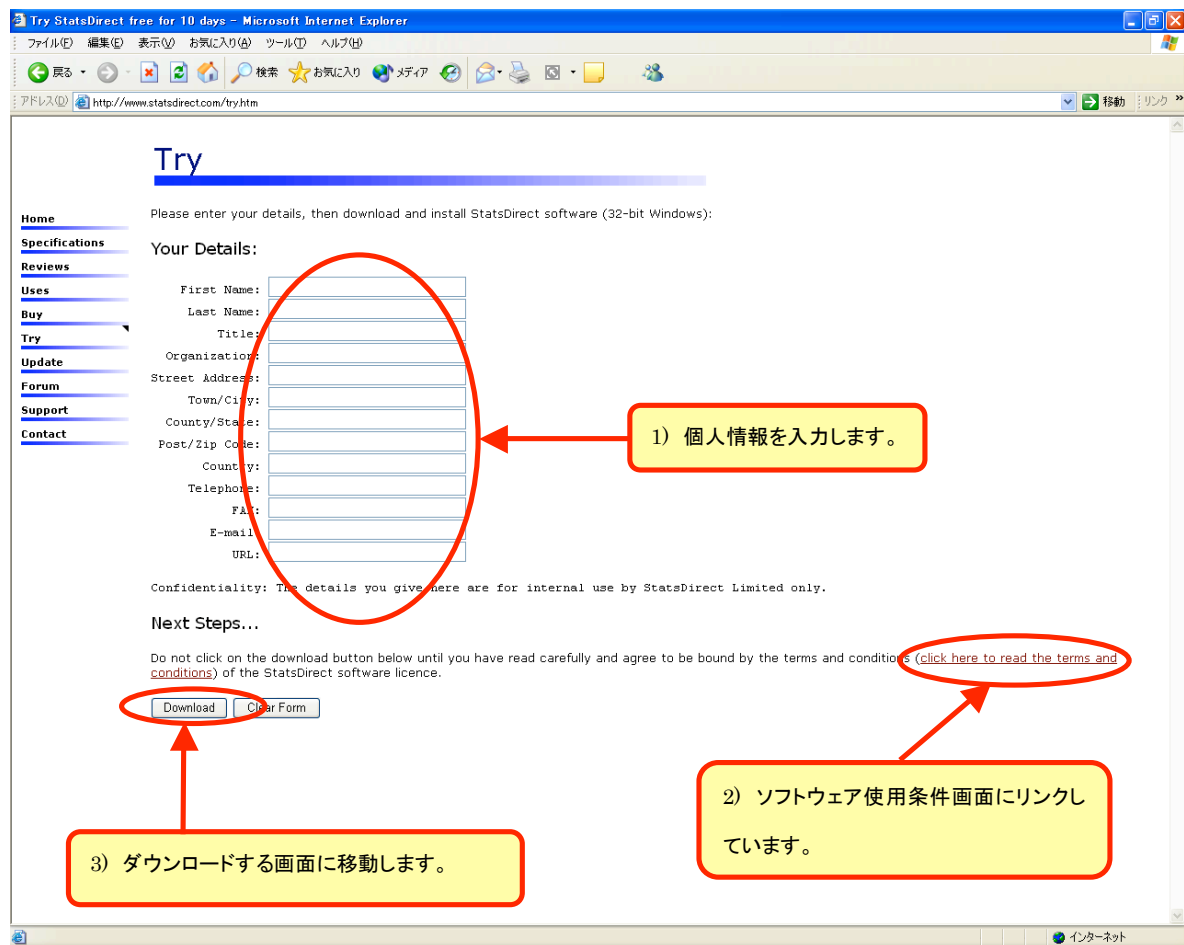 Try StatsDirect free for 10 days - Microsoft Internet Explorer
ファイル(F) 編集(E) 表示(V) お気に入り(A) ツール(T) ヘルプ(H)
戻る 検索 お気に入り メディア
アドレス(D) http://www.statsdirect.com/try.htm 移動 リンク »
Try
Please enter your details, then download and install StatsDirect software (32-bit Windows):
Home
Specifications
Reviews
Uses
Buy
Try
Update
Forum
Support
Contact
Your Details:
First Name:
Last Name:
Title:
Organization:
Street Address:
Town/City:
County/State:
Post/Zip Code:
Country:
Telephone:
FAX:
E-mail:
URL:
1) 個人情報を入力します。
Confidentiality: The details you give here are for internal use by StatsDirect Limited only.
Next Steps...
Do not click on the download button below until you have read carefully and agree to be bound by the terms and conditions (click here to read the terms and
conditions) of the StatsDirect software licence.
Download Clear Form
2) ソフトウェア使用条件画面にリンクし
ています。
3) ダウンロードする画面に移動します。
インターネット